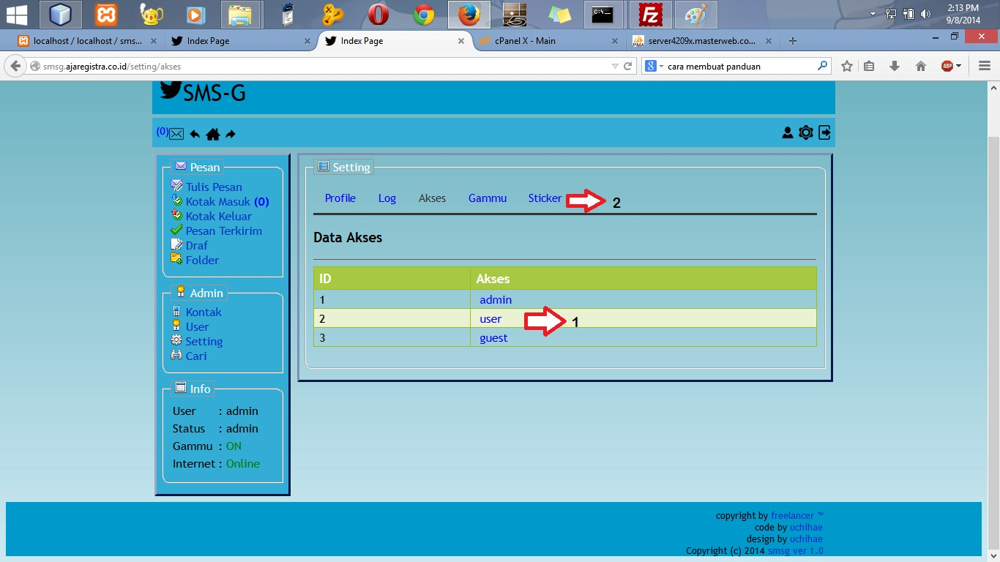 2:13 PM
9/8/2014
localhost / localhost / sms...
Index Page
Index Page
cPanel X - Main
server4209x.masterweb.co...
smsg.ajaregistra.co.id/setting/akses
cara membuat panduan
SMS-G
(0)
Pesan
Tulis Pesan
Kotak Masuk (0)
Kotak Keluar
Pesan Terkirim
Draf
Folder
Admin
Kontak
User
Setting
Cari
Info
User : admin
Status : admin
Gammu : ON
Internet : Online
Setting
Profile Log Akses Gammu Sticker 2
Data Akses
ID Akses
1 admin
2 user 1
3 guest
copyright by freelancer ™
code by uchihae
design by uchihae
Copyright (c) 2014 smsg ver 1.0